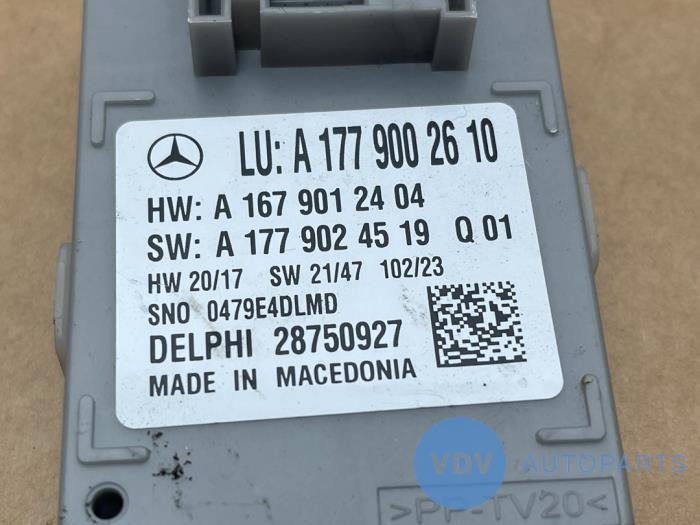 LU: A 177 900 26 10
HW: A 167 901 24 04
SW: A 177 902 45 19 Q 01
HW 20/17 SW 21/47 102/23
SNO 0479E4DLMD
DELPHI 28750927
MADE IN MACEDONIA
VDV AUTOPARTS
>PP-TV20<